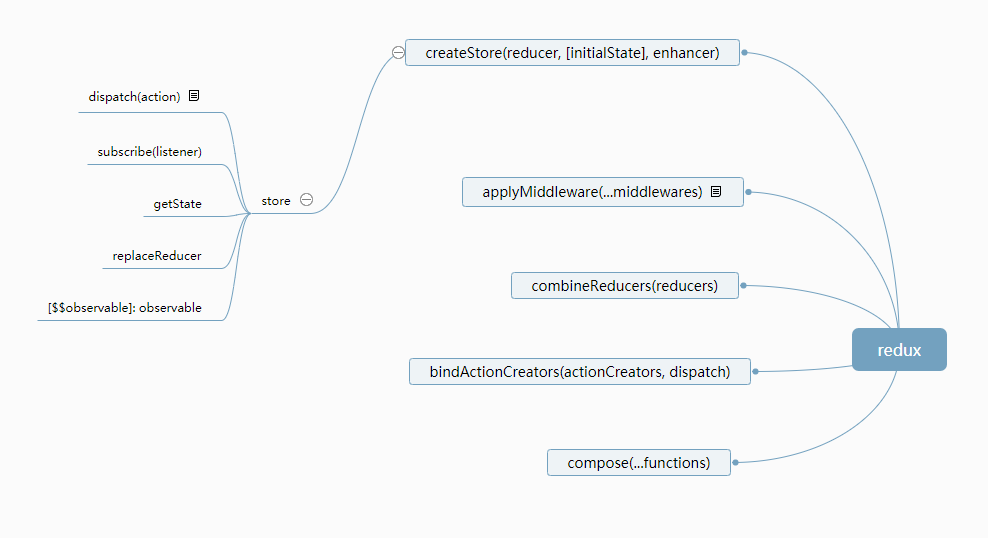 createStore(reducer, [initialState], enhancer)
dispatch(action)
subscribe(listener)
getState
store
replaceReducer
[$$observable]: observable
applyMiddleware(...middlewares)
combineReducers(reducers)
redux
bindActionCreators(actionCreators, dispatch)
compose(...functions)